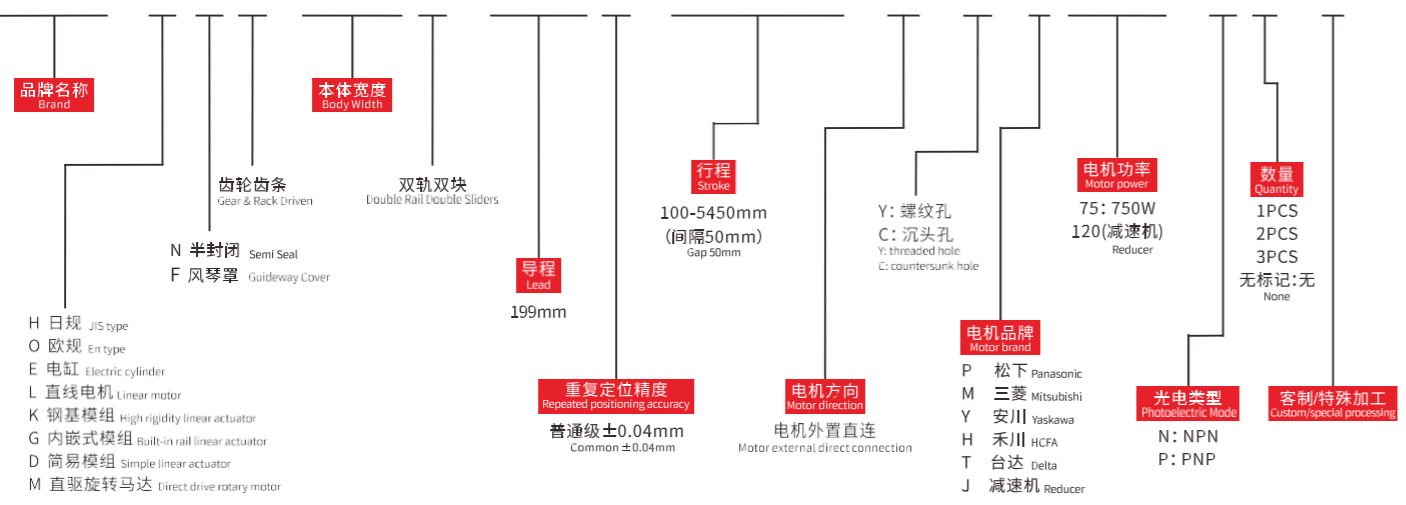 品牌名称
Brand
本体宽度
Body Width
齿轮齿条
Gear & Rack Driven
双轨双块
Double Rail Double Sliders
N 半封闭 Semi Seal
F 风琴罩 Guideway Cover
H 日规 JIS type
O 欧规 En type
E 电缸 Electric cylinder
L 直线电机 Linear motor
K 钢基模组 High rigidity linear actuator
G 内嵌式模组 Built-in rail linear actuator
D 简易模组 Simple linear actuator
M 直驱旋转马达 Direct drive rotary motor
导程
Lead
199mm
重复定位精度
Repeated positioning accuracy
普通级±0.04mm
Common ±0.04mm
行程
Stroke
100-5450mm
(间隔50mm)
Gap 50mm
电机方向
Motor direction
电机外置直连
Motor external direct connection
Y: 螺纹孔
C: 沉头孔
Y: threaded hole
C: countersunk hole
电机品牌
Motor brand
P 松下 Panasonic
M 三菱 Mitsubishi
Y 安川 Yaskawa
H 禾川 HCFA
T 台达 Delta
J 减速机 Reducer
电机功率
Motor power
75: 750W
120(减速机)
Reducer
光电类型
Photoelectric Mode
N: NPN
P: PNP
数量
Quantity
1PCS
2PCS
3PCS
无标记:无
None
客制/特殊加工
Custom/special processing